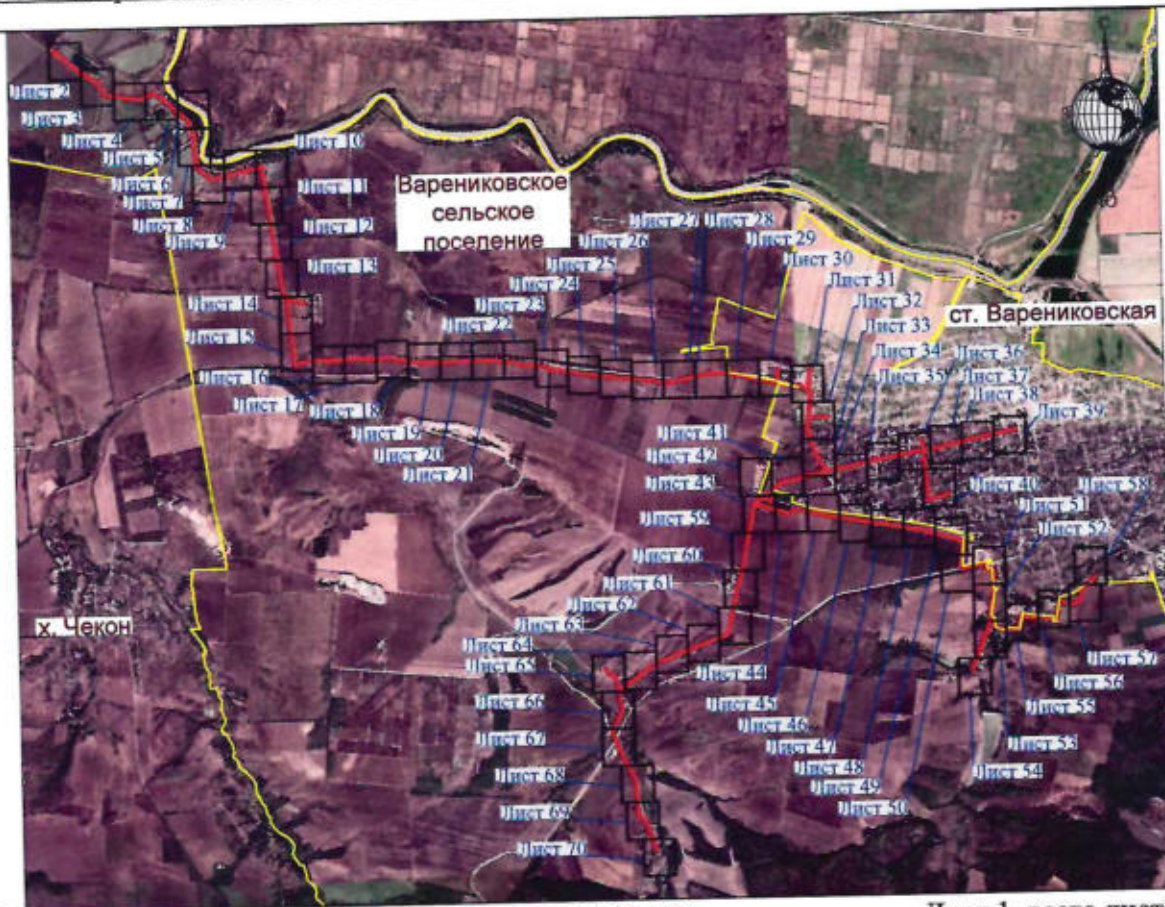 Лист 2
Лист 3
Лист 4
Лист 5
Лист 6
Лист 7
Лист 8
Лист 9
Лист 10
Лист 11
Лист 12
Лист 13
Варениковское
сельское
поселение
Лист 14
Лист 15
Лист 16
Лист 17
Лист 18
Лист 19
Лист 20
Лист 21
Лист 22
Лист 23
Лист 24
Лист 25
Лист 26
Лист 27
Лист 28
Лист 29
Лист 30
Лист 31
Лист 32
Лист 33
Лист 34
Лист 35
Лист 36
Лист 37
Лист 38
Лист 39
ст. Варениковская
Лист 40
Лист 41
Лист 42
Лист 43
Лист 59
Лист 60
Лист 61
Лист 62
Лист 63
Лист 64
Лист 65
Лист 66
Лист 67
Лист 68
Лист 69
Лист 70
Лист 44
Лист 45
Лист 46
Лист 47
Лист 48
Лист 49
Лист 50
Лист 51
Лист 52
Лист 58
Лист 57
Лист 56
Лист 55
Лист 53
Лист 54
х. Чекон